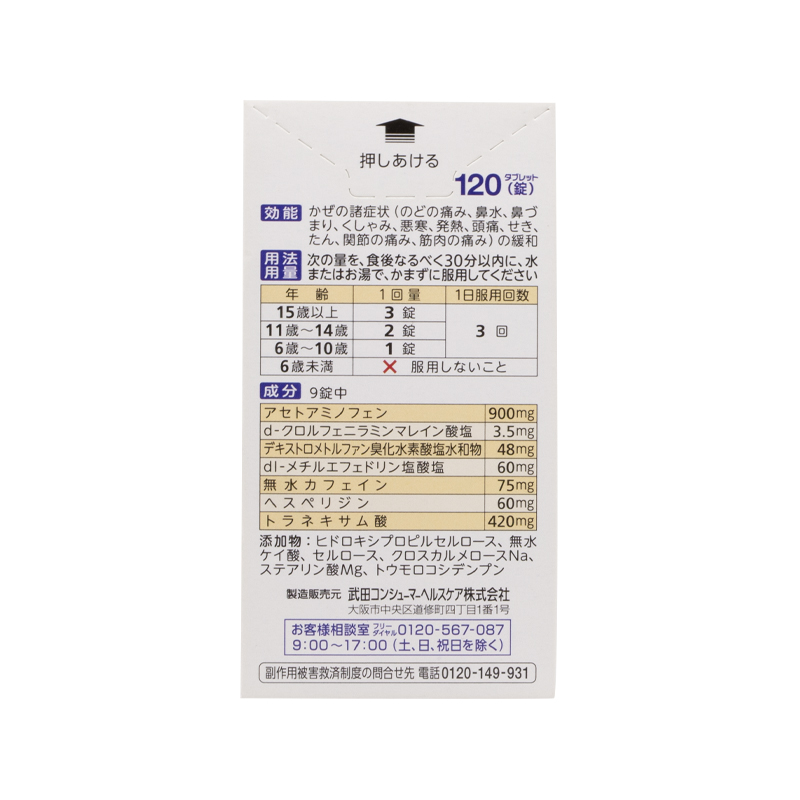 押しあける
120タブレット(錠)
効能 かぜの諸症状(のどの痛み、鼻水、鼻づ
まり、くしゃみ、悪寒、発熱、頭痛、せき、
たん、関節の痛み、筋肉の痛み)の緩和
用法用量 次の量を、食後なるべく30分以内に、水
またはお湯で、かまずに服用してください
年齢 1回量 1日服用回数
15歳以上 3錠
11歳~14歳 2錠 3回
6歳~10歳 1錠
6歳未満 × 服用しないこと
成分 9錠中
アセトアミノフェン 900mg
d-クロルフェニラミンマレイン酸塩 3.5mg
デキストロメトルファン臭化水素酸塩水和物 48mg
dl-メチルエフェドリン塩酸塩 60mg
無水カフェイン 75mg
ヘスペリジン 60mg
トラネキサム酸 420mg
添加物:ヒドロキシプロピルセルロース、無水
ケイ酸、セルロース、クロスカルメロースNa、
ステアリン酸Mg、トウモロコシデンプン
製造販売元 武田コンシューマーヘルスケア株式会社
大阪市中央区道修町四丁目1番1号
お客様相談室 フリーダイヤル 0120-567-087
9:00~17:00(土、日、祝日を除く)
副作用被害救済制度の問合せ先 電話0120-149-931